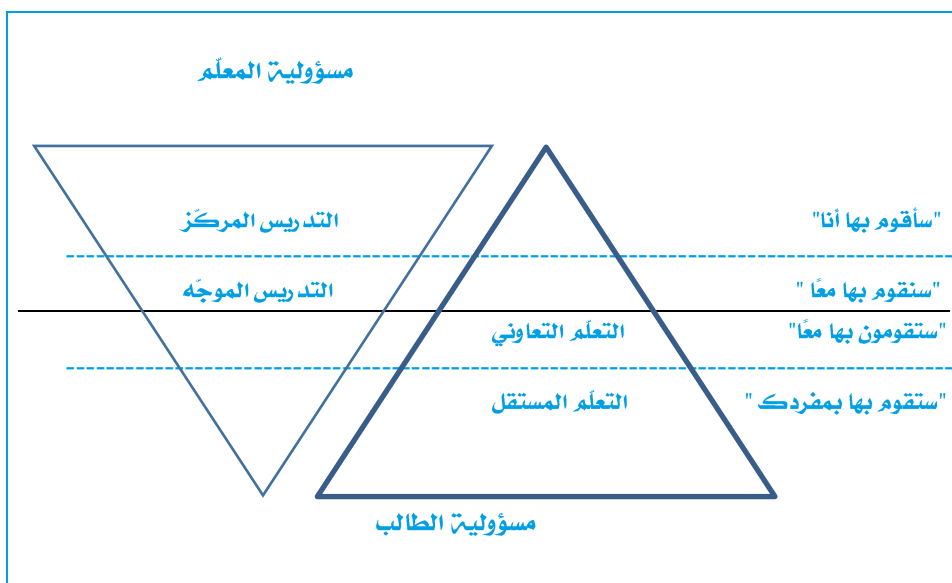 مسؤولية المعلّم
"سأقوم بها أنا"
التدريس المركّز
"سنقوم بها معًا "
التدريس الموجّه
"ستقومون بها معًا"
التعلّم التعاوني
"ستقوم بها بمفردك "
التعلّم المستقل
مسؤولية الطالب